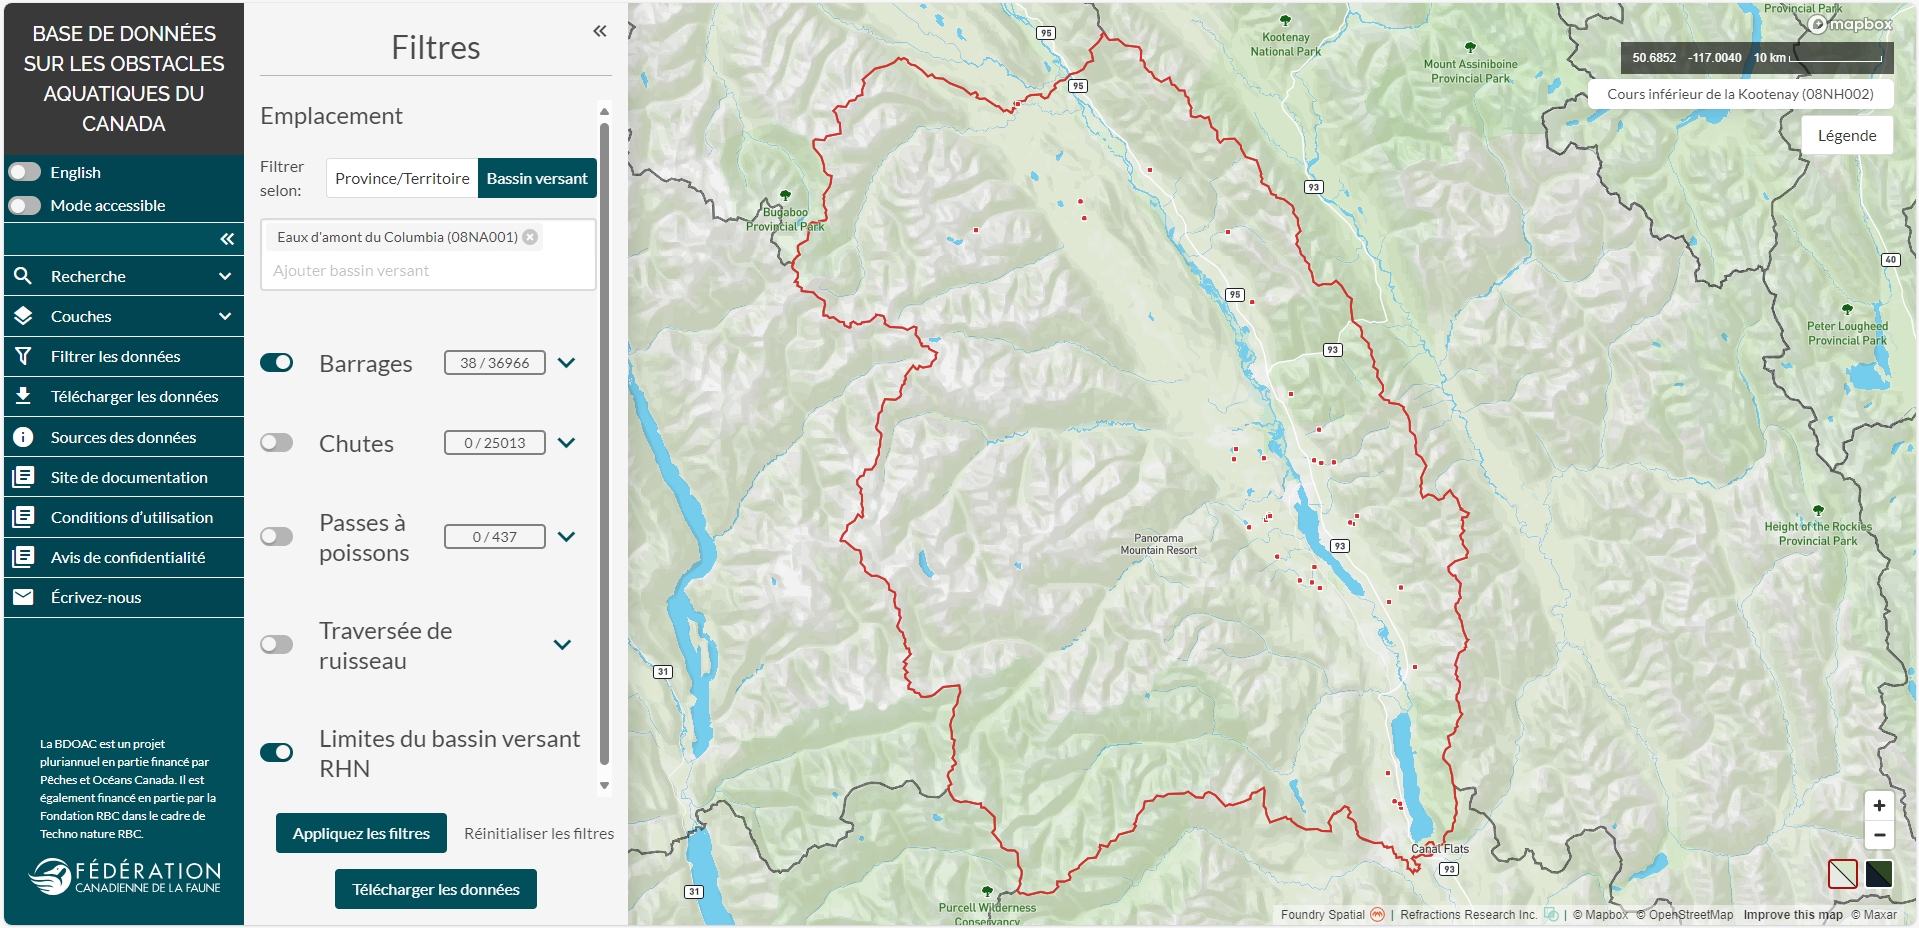 BASE DE DONNÉES
SUR LES OBSTACLES
AQUATIQUES DU
CANADA
English
Mode accessible
Recherche
Couches
Filtrer les données
Télécharger les données
Sources des données
Site de documentation
Conditions d'utilisation
Avis de confidentialité
Écrivez-nous
La BDOAC est un projet
pluriannuel en partie financé par
Pêches et Océans Canada. Il est
également financé en partie par la
Fondation RBC dans le cadre de
Techno nature RBC.
FÉDÉRATION
CANADIENNE DE LA FAUNE
Filtres
Emplacement
Filtrer
selon:
Province/Territoire
Bassin versant
Eaux d'amont du Columbia (08NA001)
Ajouter bassin versant
Barrages
38 / 36966
Chutes
0 / 25013
Passes à
poissons
0 / 437
Traversée de
ruisseau
Limites du bassin versant
RHN
Appliquez les filtres
Réinitialiser les filtres
Télécharger les données
Provincial Park
mapbox
50.6852 -117.0040 10 km
Cours inférieur de la Kootenay (08NH002)
Légende
95
Kootenay
National Park
Mount Assiniboine
Provincial Park
95
93
Bugaboo
Provincial Park
40
95
Peter Lougheed
Provincial Park
93
Height of the Rockies
Provincial Park
Panorama
Mountain Resort
93
31
Canal Flats
93
31
Purcell Wilderness
Conservancy
Foundry Spatial | Refractions Research Inc. | © Mapbox © OpenStreetMap Improve this map © Maxar